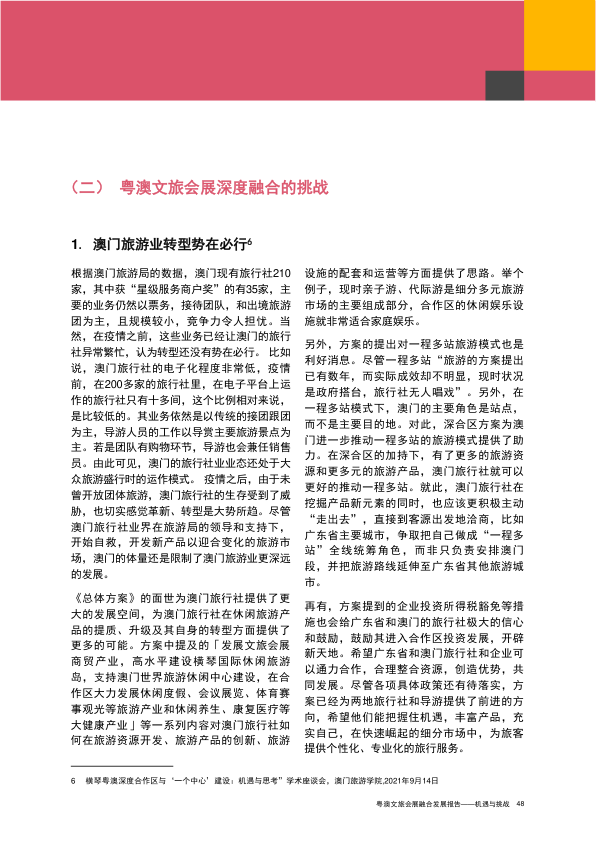 （二） 粤澳文旅会展深度融合的挑战
1. 澳门旅游业转型势在必行6
根据澳门旅游局的数据，澳门现有旅行社210
家，其中获“星级服务商户奖”的有35家，主
要的业务仍然以票务，接待团队，和出境旅游
团为主，且规模较小，竞争力令人担忧。当
然，在疫情之前，这些业务已经让澳门的旅行
社异常繁忙，认为转型还没有势在必行。 比如
说，澳门旅行社的电子化程度非常低，疫情
前，在200多家的旅行社里，在电子平台上运
作的旅行社只有十多间，这个比例相对来说，
是比较低的。其业务依然是以传统的接团跟团
为主，导游人员的工作以导赏主要旅游景点为
主。若是团队有购物环节，导游也会兼任销售
员。由此可见，澳门的旅行社业业态还处于大
众旅游盛行时的运作模式。 疫情之后，由于未
曾开放团体旅游，澳门旅行社的生存受到了威
胁，也切实感觉革新、转型是大势所趋。尽管
澳门旅行社业界在旅游局的领导和支持下，
开始自救，开发新产品以迎合变化的旅游市
场，澳门的体量还是限制了澳门旅游业更深远
的发展。
《总体方案》的面世为澳门旅行社提供了更
大的发展空间，为澳门旅行社在休闲旅游产
品的提质、升级及其自身的转型方面提供了
更多的可能。方案中提及的「发展文旅会展
商贸产业，高水平建设横琴国际休闲旅游
岛，支持澳门世界旅游休闲中心建设，在合
作区大力发展休闲度假、会议展览、体育赛
事观光等旅游产业和休闲养生、康复医疗等
大健康产业」等一系列内容对澳门旅行社如
何在旅游资源开发、旅游产品的创新、旅游
设施的配套和运营等方面提供了思路。举个
例子，现时亲子游、代际游是细分多元旅游
市场的主要组成部分，合作区的休闲娱乐设
施就非常适合家庭娱乐。
另外，方案的提出对一程多站旅游模式也是
利好消息。尽管一程多站“旅游的方案提出
已有数年，而实际成效却不明显，现时状况
是政府搭台，旅行社无人唱戏”。另外，在
一程多站模式下，澳门的主要角色是站点，
而不是主要目的地。对此，深合区方案为澳
门进一步推动一程多站的旅游模式提供了助
力。在深合区的加持下，有了更多的旅游资
源和更多元的旅游产品，澳门旅行社就可以
更好的推动一程多站。就此，澳门旅行社在
挖掘产品新元素的同时，也应该更积极主动
“走出去”，直接到客源出发地洽商，比如
广东省主要城市，争取把自己做成“一程多
站”全线统筹角色，而非只负责安排澳门
段，并把旅游路线延伸至广东省其他旅游城
市。
再有，方案提到的企业投资所得税豁免等措
施也会给广东省和澳门的旅行社极大的信心
和鼓励，鼓励其进入合作区投资发展，开辟
新天地。希望广东省和澳门旅行社和企业可
以通力合作，合理整合资源，创造优势，共
同发展。尽管各项具体政策还有待落实，方
案已经为两地旅行社和导游提供了前进的方
向，希望他们能把握住机遇，丰富产品，充
实自己，在快速崛起的细分市场中，为旅客
提供个性化、专业化的旅行服务。
6 横琴粤澳深度合作区与‘一个中心’建设：机遇与思考”学术座谈会，澳门旅游学院,2021年9月14日
粤澳文旅会展融合发展报告——机遇与挑战 48